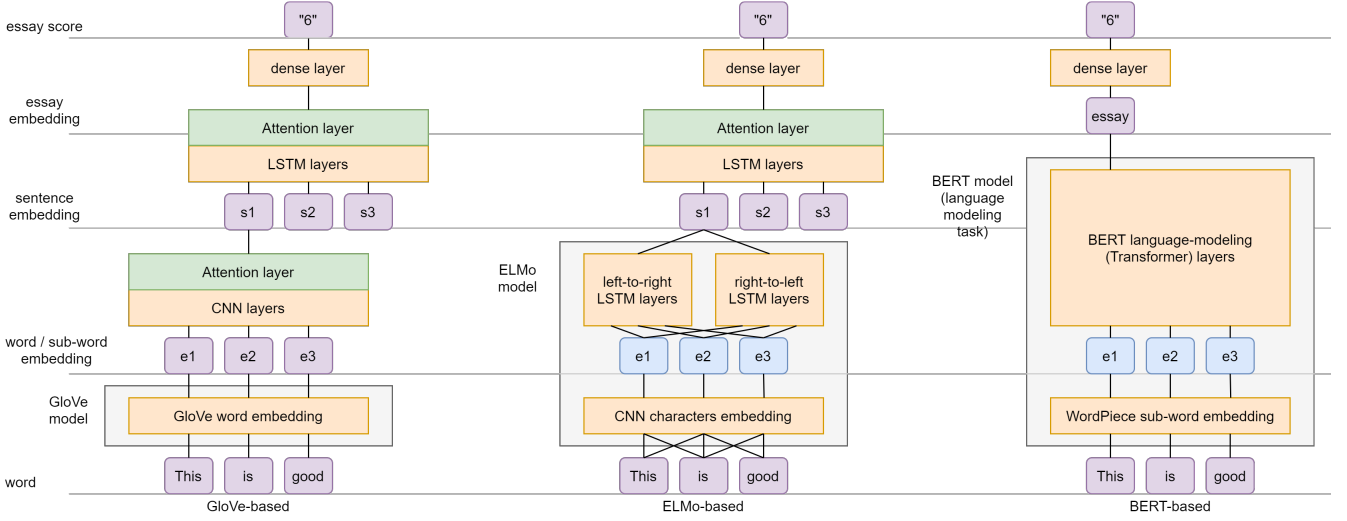 essay score
"6"
"6"
"6"
dense layer
dense layer
dense layer
essay
embedding
Attention layer
LSTM layers
Attention layer
LSTM layers
essay
sentence
embedding
s1
s2
s3
s1
s2
s3
BERT model
(language
modeling
task)
BERT language-modeling
(Transformer) layers
Attention layer
CNN layers
ELMo
model
left-to-right
LSTM layers
right-to-left
LSTM layers
word / sub-word
embedding
e1
e2
e3
e1
e2
e3
e1
e2
e3
GloVe
model
GloVe word embedding
CNN characters embedding
WordPiece sub-word embedding
word
This
is
good
This
is
good
This
is
good
GloVe-based
ELMo-based
BERT-based